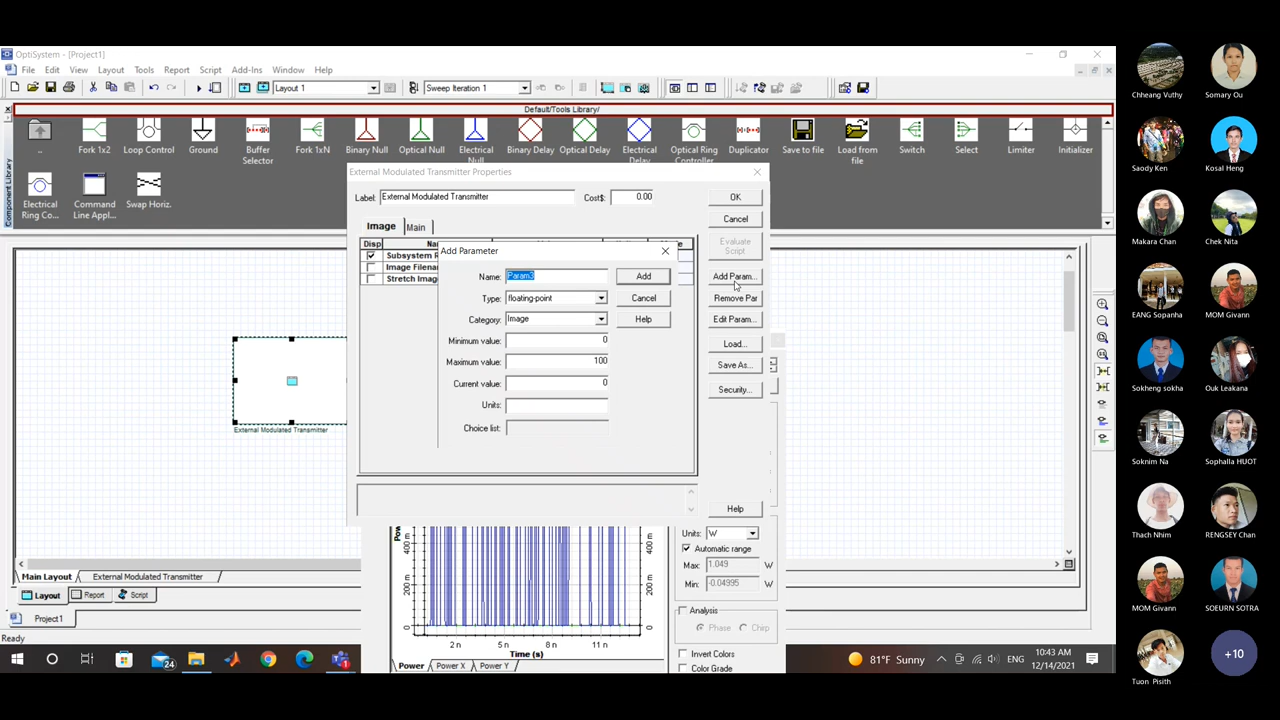 OptiSystem - [Project1]
File Edit View Layout Tools Report Script Add-Ins Window Help
Layout 1
Sweep Iteration 1
Default/Tools Library/
Component Library
..
Fork 1x2
Loop Control
Ground
Buffer
Selector
Fork 1xN
Binary Null
Optical Null
Electrical
Null
Binary Delay
Optical Delay
Electrical
Delay
Optical Ring
Controller
Duplicator
Save to file
Load from
file
Switch
Select
Limiter
Initializer
Electrical
Ring Co...
Command
Line Appl...
Swap Horiz.
External Modulated Transmitter Properties
Label: External Modulated Transmitter
Cost$: 0.00
OK
Cancel
Evaluate
Script
Add Param...
Remove Par
Edit Param...
Load...
Save As...
Security...
Help
Image Main
Disp
Subsystem R
Image Filenar
Stretch Imag
Add Parameter
Name: Param3
Add
Type: floating-point
Cancel
Category: Image
Help
Minimum value: 0
Maximum value: 100
Current value: 0
Units:
Choice list:
External Modulated Transmitter
Main Layout
External Modulated Transmitter
Layout
Report
Script
Project1
Ready
400 m
200 m
0
400 m
200 m
0
2 n 5 n 8 n 11 n
Time (s)
Power Power X Power Y
Units: W
Automatic range
Max: 1.049 W
Min: -0.04995 W
Analysis
Phase Chirp
Invert Colors
Color Grade
24
81°F Sunny
ENG
10:43 AM
12/14/2021
Chheang Vuthy
Somary Ou
Saody Ken
Kosal Heng
Makara Chan
Chek Nita
EANG Sopanha
MOM Givann
Sokheng sokha
Ouk Leakana
Soknim Na
Sophalla HUOT
Thach Nhim
RENGSEY Chan
MOM Givann
SOEURN SOTRA
Tuon Pisith
+10